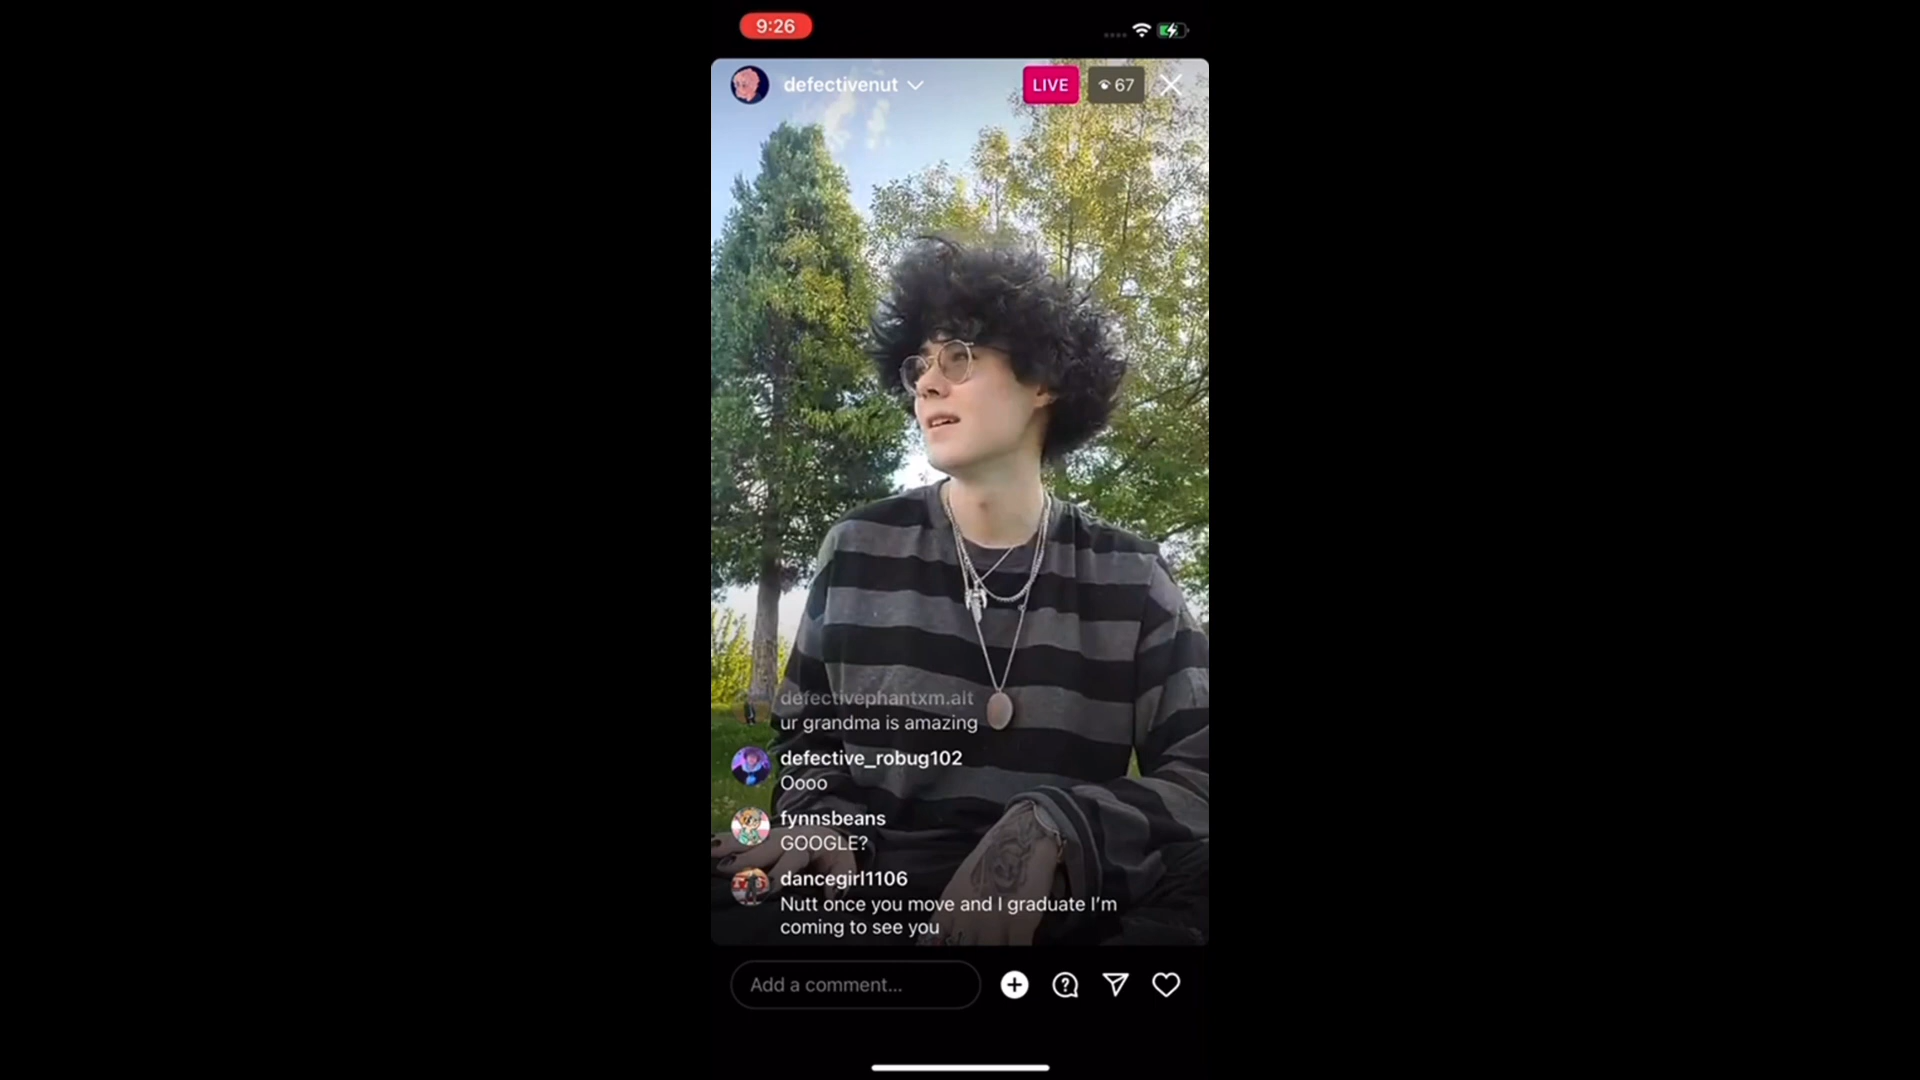 9:26
defectivenut
LIVE
67
defectivephantxm.alt
ur grandma is amazing
defective_robug102
Oooo
fynnsbeans
GOOGLE?
dancegirl1106
Nutt once you move and I graduate I’m
coming to see you
Add a comment...